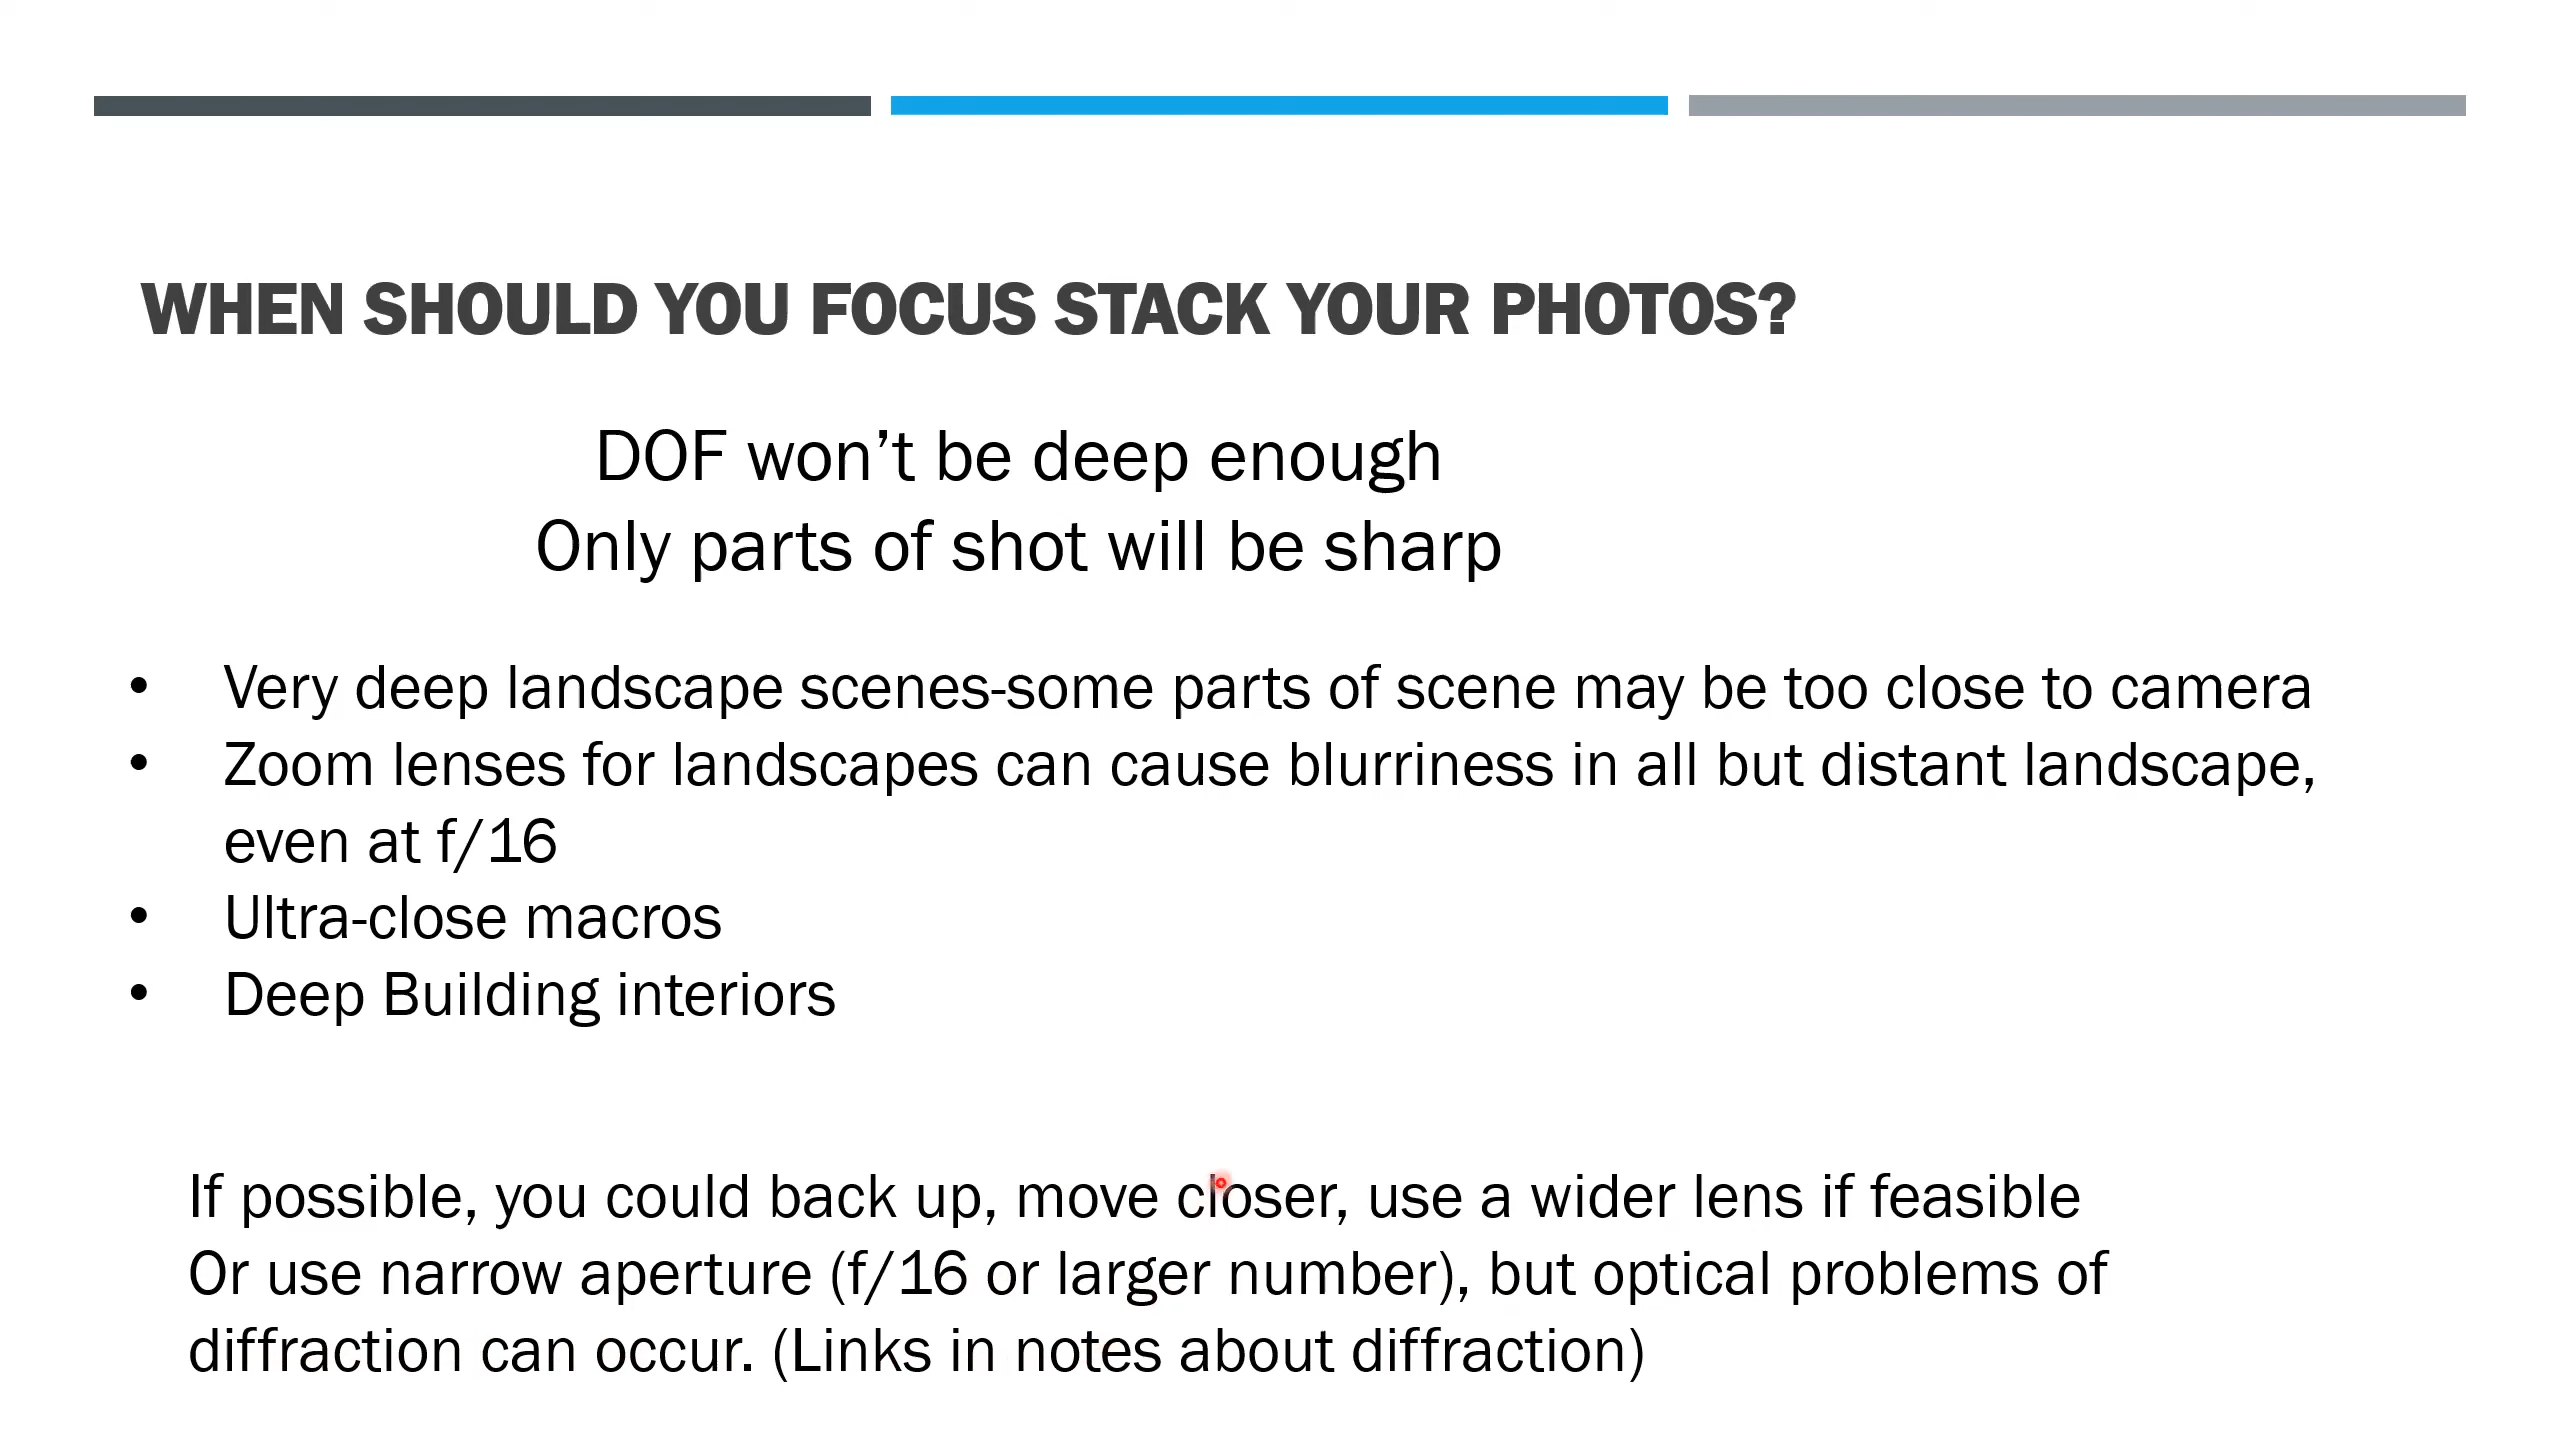 WHEN SHOULD YOU FOCUS STACK YOUR PHOTOS?
DOF won’t be deep enough
Only parts of shot will be sharp
• Very deep landscape scenes-some parts of scene may be too close to camera
• Zoom lenses for landscapes can cause blurriness in all but distant landscape,
even at f/16
• Ultra-close macros
• Deep Building interiors
If possible, you could back up, move closer, use a wider lens if feasible
Or use narrow aperture (f/16 or larger number), but optical problems of
diffraction can occur. (Links in notes about diffraction)